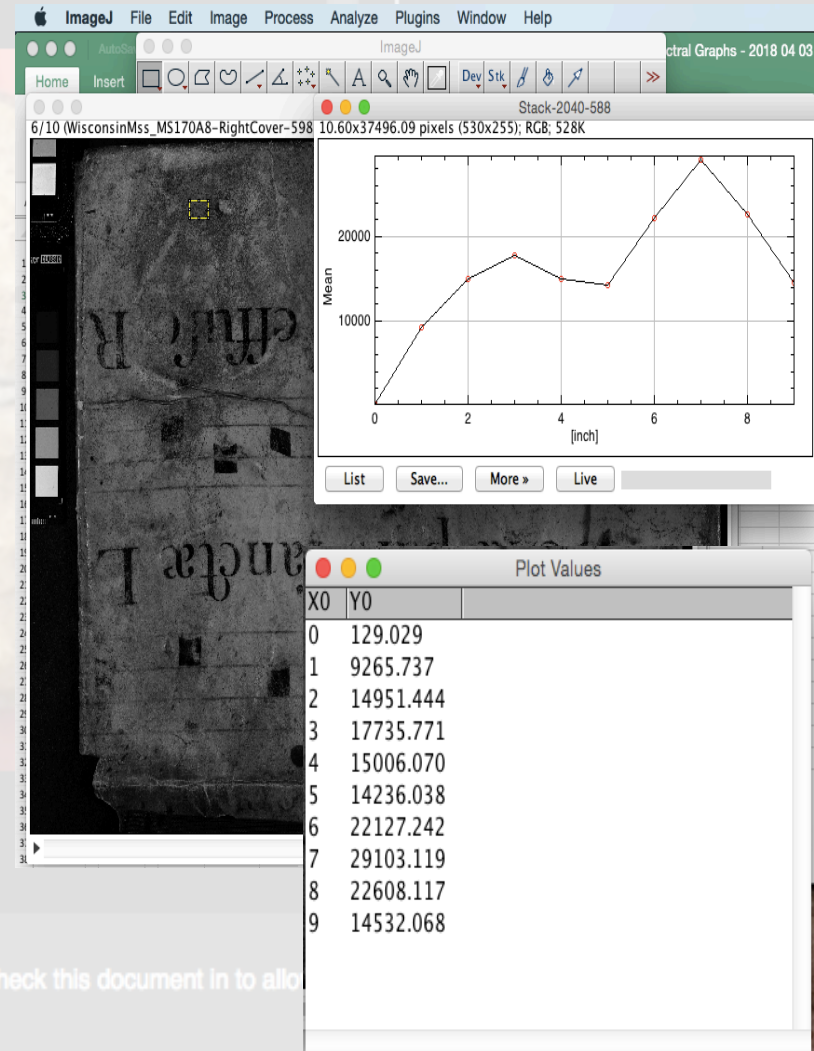 ImageJ File Edit Image Process Analyze Plugins Window Help
ImageJ
ctral Graphs - 2018 04 03
Home Insert
A Dev Stk >>
6/10 (WisconsinMss_MS170A8-RightCover-598
Stack-2040-588
10.60x37496.09 pixels (530x255); RGB; 528K
20000
10000
Mean
0 2 4 6 8
[inch]
List Save... More » Live
effusc R
sanctæ L
Plot Values
X0 Y0
0 129.029
1 9265.737
2 14951.444
3 17735.771
4 15006.070
5 14236.038
6 22127.242
7 29103.119
8 22608.117
9 14532.068
heck this document in to allo